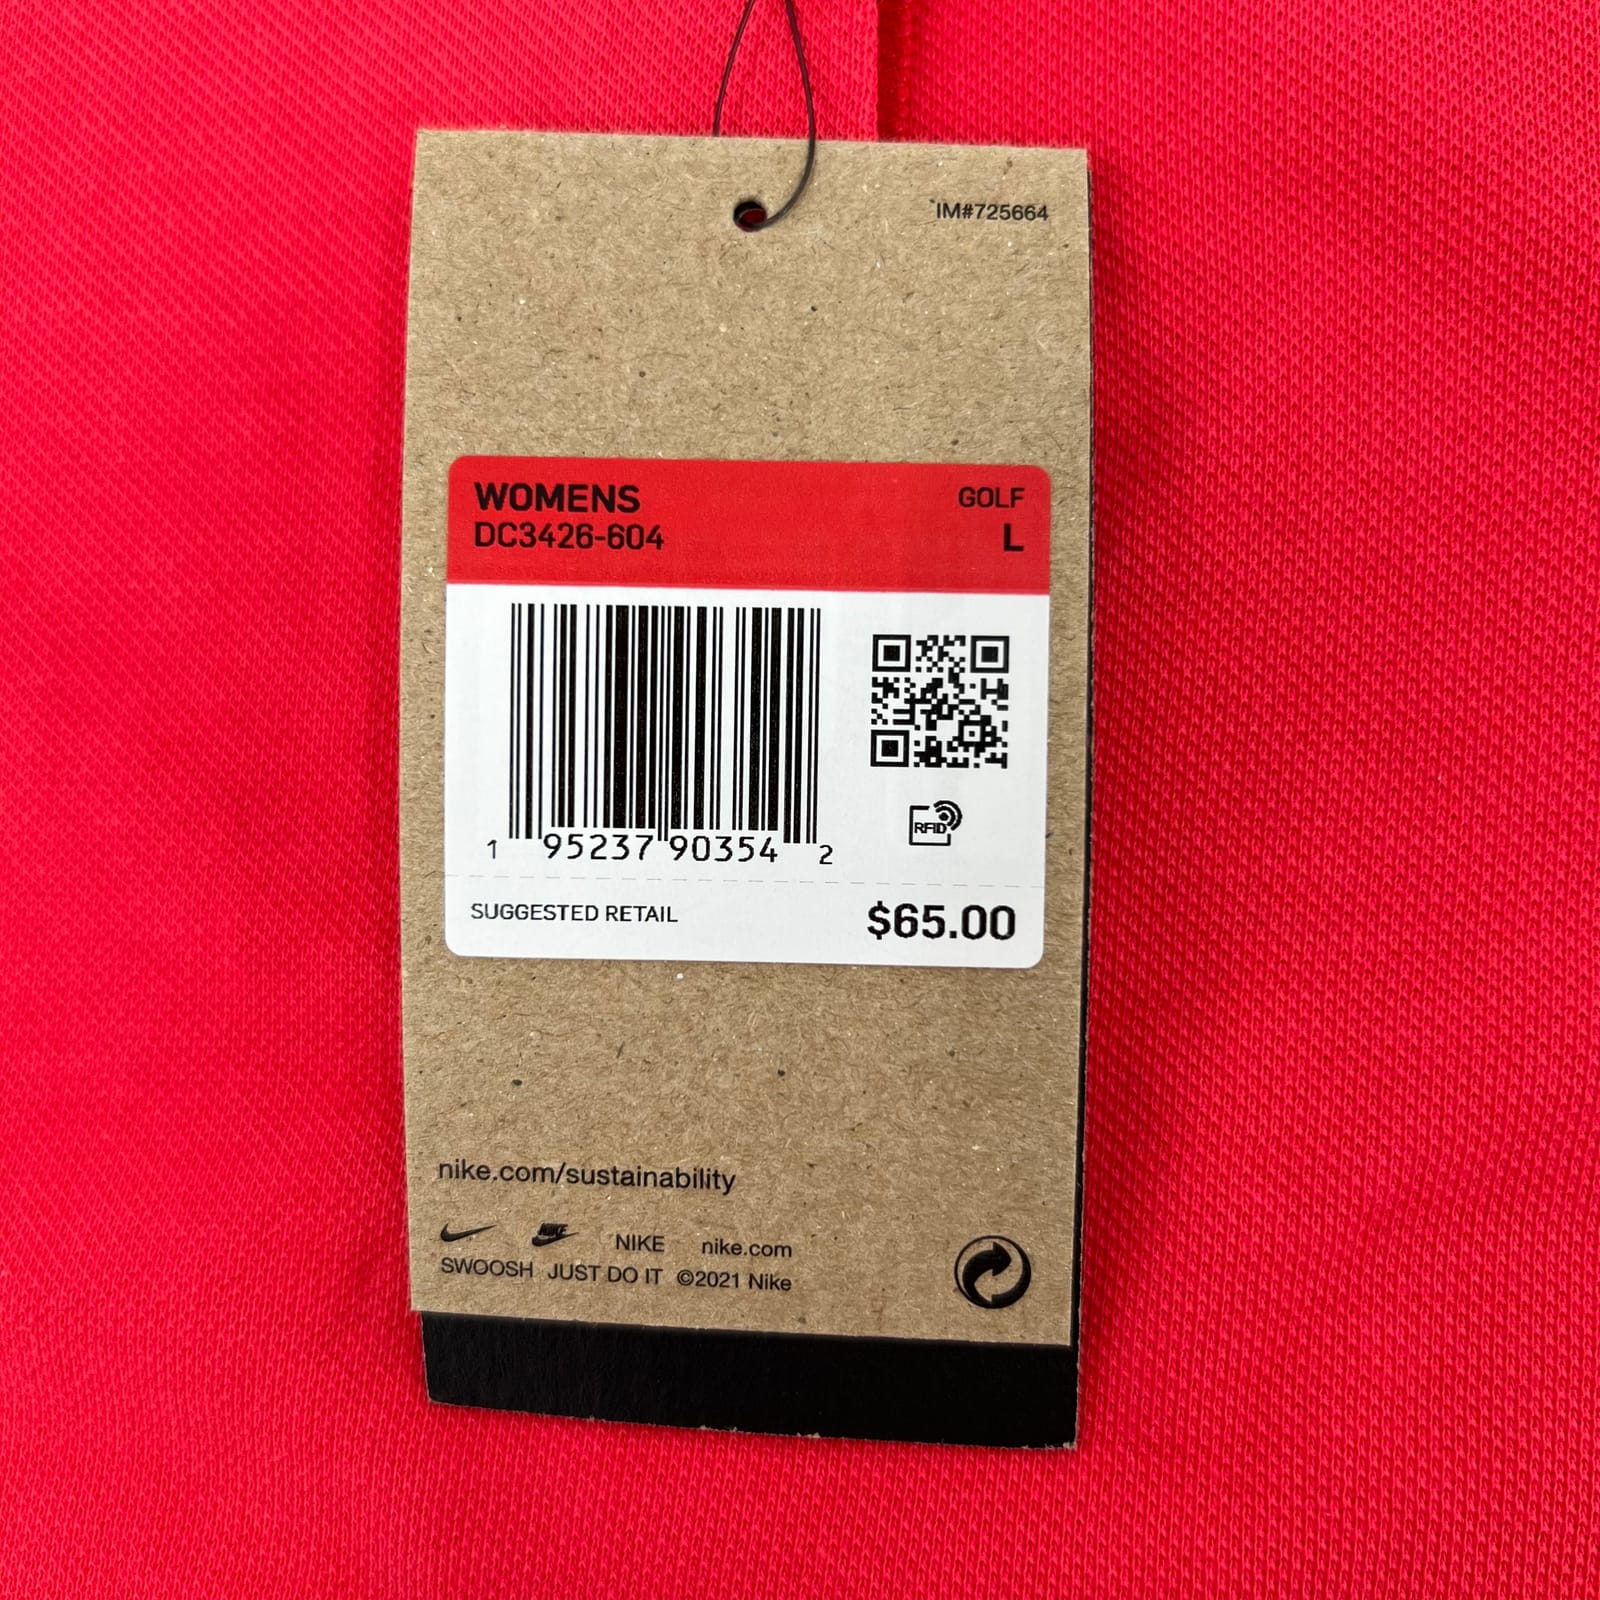 IM#725664
WOMENS GOLF
DC3426-604 L
RFID
1 95237 90354 2
SUGGESTED RETAIL $65.00
nike.com/sustainability
NIKE NIKE nike.com
SWOOSH JUST DO IT ©2021 Nike